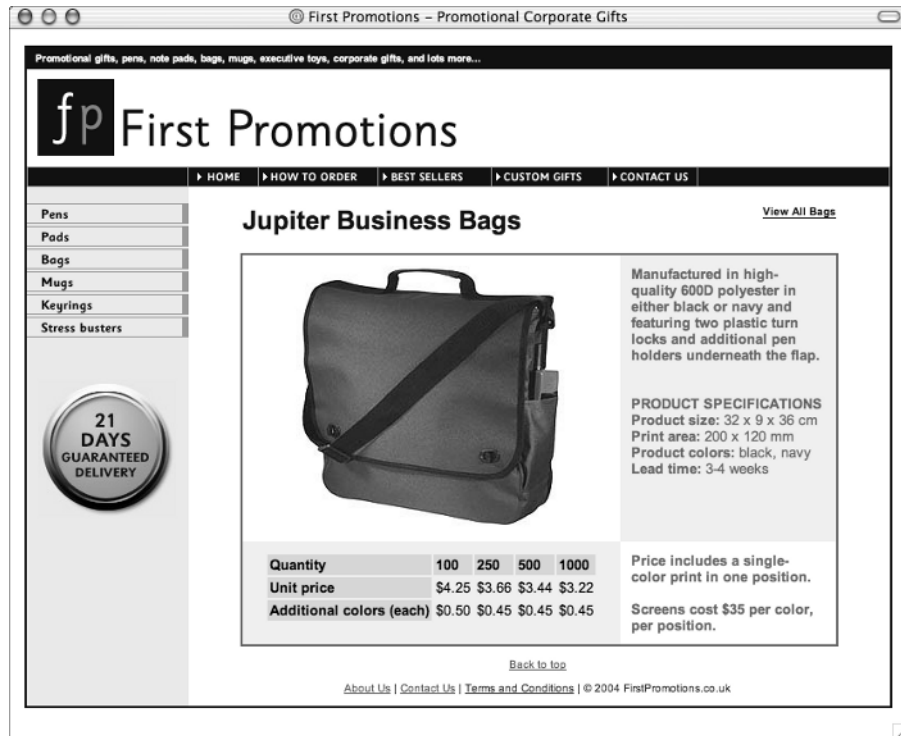 First Promotions – Promotional Corporate Gifts
Promotional gifts, pens, note pads, bags, mugs, executive toys, corporate gifts, and lots more...
fp First Promotions
HOME HOW TO ORDER BEST SELLERS CUSTOM GIFTS CONTACT US
Pens
Pads
Bags
Mugs
Keyrings
Stress busters
21
DAYS
GUARANTEED
DELIVERY
Jupiter Business Bags
View All Bags
Manufactured in high-
quality 600D polyester in
either black or navy and
featuring two plastic turn
locks and additional pen
holders underneath the flap.
PRODUCT SPECIFICATIONS
Product size: 32 x 9 x 36 cm
Print area: 200 x 120 mm
Product colors: black, navy
Lead time: 3-4 weeks
Quantity 100 250 500 1000
Unit price $4.25 $3.66 $3.44 $3.22
Additional colors (each) $0.50 $0.45 $0.45 $0.45
Price includes a single-
color print in one position.
Screens cost $35 per color,
per position.
Back to top
About Us | Contact Us | Terms and Conditions | © 2004 FirstPromotions.co.uk